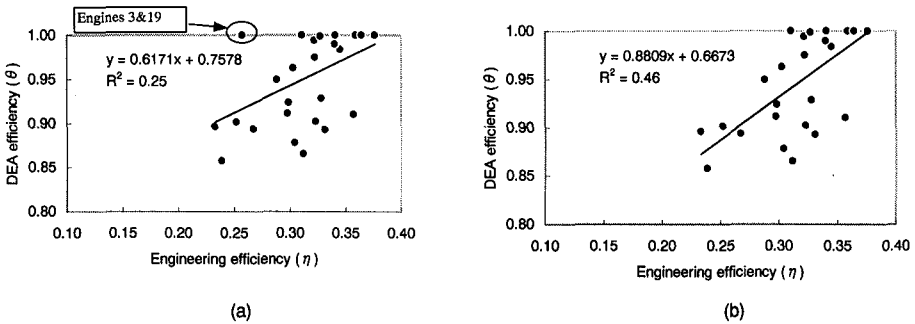 Engines 3&19
1.00
0.95
0.90
0.85
0.80
DEA efficiency (θ)
y = 0.6171x + 0.7578
R² = 0.25
0.10 0.15 0.20 0.25 0.30 0.35 0.40
Engineering efficiency (η)
(a)
1.00
0.95
0.90
0.85
0.80
DEA efficiency (θ)
y = 0.8809x + 0.6673
R² = 0.46
0.10 0.15 0.20 0.25 0.30 0.35 0.40
Engineering efficiency (η)
(b)